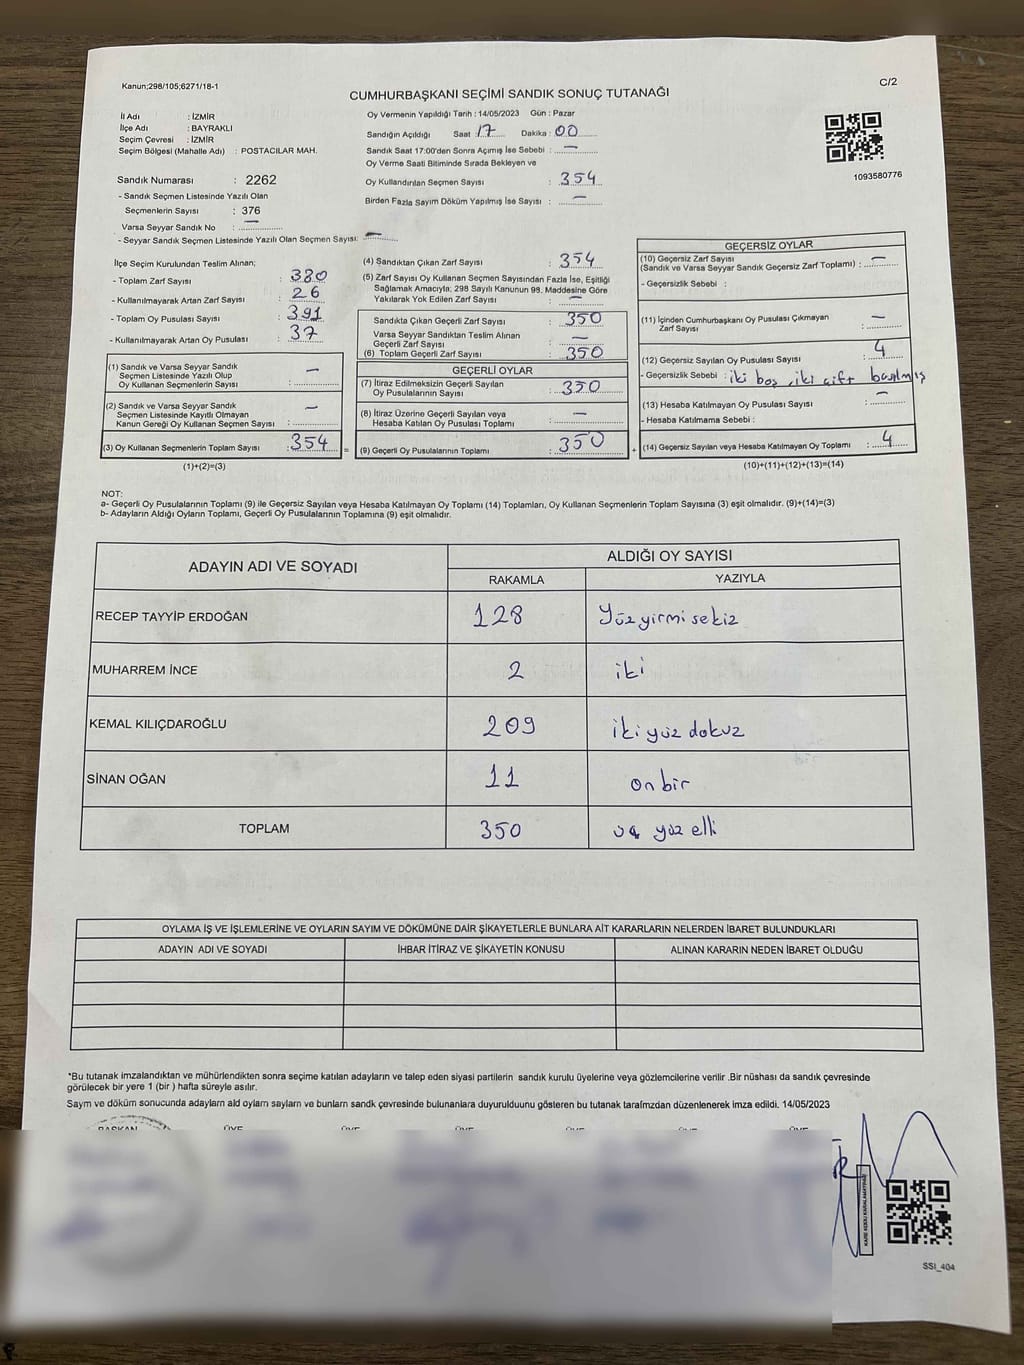 Kanun;298/105;6271/18-1
C/2
CUMHURBAŞKANI SEÇİMİ SANDIK SONUÇ TUTANAĞI
İl Adı : İZMİR
İlçe Adı : BAYRAKLI
Seçim Çevresi : İZMİR
Seçim Bölgesi (Mahalle Adı) : POSTACILAR MAH.
Sandık Numarası : 2262
- Sandık Seçmen Listesinde Yazılı Olan
Seçmenlerin Sayısı : 376
Varsa Seyyar Sandık No : —
- Seyyar Sandık Seçmen Listesinde Yazılı Olan Seçmen Sayısı: —
Oy Vermenin Yapıldığı Tarih : 14/05/2023 Gün : Pazar
Sandığın Açıldığı Saat 17 Dakika : 00
Sandık Saat 17:00'den Sonra Açımış İse Sebebi : —
Oy Verme Saati Bitiminde Sırada Bekleyen ve
Oy Kullandırılan Seçmen Sayısı : 354
Birden Fazla Sayım Döküm Yapılmış İse Sayısı : —
1093580776
İlçe Seçim Kurulundan Teslim Alınan;
- Toplam Zarf Sayısı : 380
- Kullanılmayarak Artan Zarf Sayısı : 26
- Toplam Oy Pusulası Sayısı : 391
- Kullanılmayarak Artan Oy Pusulası : 37
(1) Sandık ve Varsa Seyyar Sandık
Seçmen Listesinde Yazılı Olup
Oy Kullanan Seçmenlerin Sayısı : —
(2) Sandık ve Varsa Seyyar Sandık
Seçmen Listesinde Kayıtlı Olmayan
Kanun Gereği Oy Kullanan Seçmen Sayısı : —
(3) Oy Kullanan Seçmenlerin Toplam Sayısı : 354
(1)+(2)=(3)
(4) Sandıktan Çıkan Zarf Sayısı : 354
(5) Zarf Sayısı Oy Kullanan Seçmen Sayısından Fazla İse, Eşitliği
Sağlamak Amacıyla; 298 Sayılı Kanunun 98. Maddesine Göre
Yakılarak Yok Edilen Zarf Sayısı : —
Sandıkta Çıkan Geçerli Zarf Sayısı : 350
Varsa Seyyar Sandıktan Teslim Alınan
Geçerli Zarf Sayısı : —
(6) Toplam Geçerli Zarf Sayısı : 350
GEÇERLİ OYLAR
(7) İtiraz Edilmeksizin Geçerli Sayılan
Oy Pusulalarının Sayısı : 350
(8) İtiraz Üzerine Geçerli Sayılan veya
Hesaba Katılan Oy Pusulası Toplamı : —
= (9) Geçerli Oy Pusulalarının Toplamı : 350
GEÇERSİZ OYLAR
(10) Geçersiz Zarf Sayısı
(Sandık ve Varsa Seyyar Sandık Geçersiz Zarf Toplamı) : —
- Geçersizlik Sebebi :
(11) İçinden Cumhurbaşkanı Oy Pusulası Çıkmayan
Zarf Sayısı : —
(12) Geçersiz Sayılan Oy Pusulası Sayısı : 4
- Geçersizlik Sebebi : iki boş, iki çift basılmış
(13) Hesaba Katılmayan Oy Pusulası Sayısı : —
- Hesaba Katılmama Sebebi :
+ (14) Geçersiz Sayılan veya Hesaba Katılmayan Oy Toplamı : 4
(10)+(11)+(12)+(13)=(14)
NOT:
a- Geçerli Oy Pusulalarının Toplamı (9) ile Geçersiz Sayılan veya Hesaba Katılmayan Oy Toplamı (14) Toplamları, Oy Kullanan Seçmenlerin Toplam Sayısına (3) eşit olmalıdır. (9)+(14)=(3)
b- Adayların Aldığı Oyların Toplamı, Geçerli Oy Pusulalarının Toplamına (9) eşit olmalıdır.
ADAYIN ADI VE SOYADI
ALDIĞI OY SAYISI
RAKAMLA YAZIYLA
RECEP TAYYİP ERDOĞAN 128 Yüz yirmi sekiz
MUHARREM İNCE 2 iki
KEMAL KILIÇDAROĞLU 209 iki yüz dokuz
SİNAN OĞAN 11 on bir
TOPLAM 350 üç yüz elli
OYLAMA İŞ VE İŞLEMLERİNE VE OYLARIN SAYIM VE DÖKÜMÜNE DAİR ŞİKAYETLERLE BUNLARA AİT KARARLARIN NELERDEN İBARET BULUNDUKLARI
ADAYIN ADI VE SOYADI İHBAR İTİRAZ VE ŞİKAYETİN KONUSU ALINAN KARARIN NEDEN İBARET OLDUĞU
*Bu tutanak imzalandıktan ve mühürlendikten sonra seçime katılan adayların ve talep eden siyasi partilerin sandık kurulu üyelerine veya gözlemcilerine verilir .Bir nüshası da sandık çevresinde
görülecek bir yere 1 (bir ) hafta süreyle asılır.
Saym ve döküm sonucunda adaylarn ald oylarn saylarn ve bunlarn sandk çevresinde bulunanlara duyurulduunu gösteren bu tutanak tarafmzdan düzenlenerek imza edildi. 14/05/2023
BAŞKAN ÜYE ÜYE ÜYE ÜYE ÜYE ÜYE
KARE KODU KARALAMAYINIZ
SSİ_404